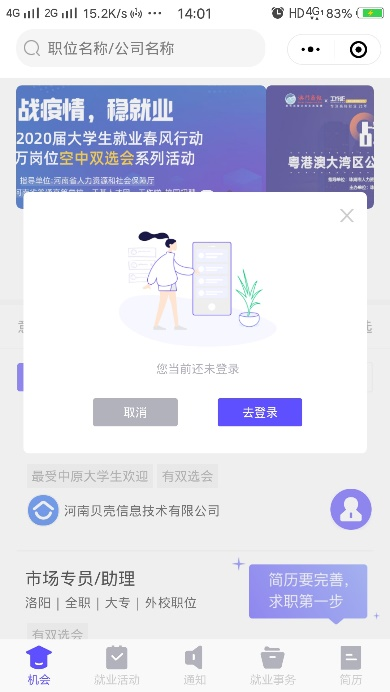 4G 2G 15.2K/s 14:01 HD 4G 83%
职位名称/公司名称
战疫情，稳就业
2020届大学生就业春风行动
万岗位空中双选会系列活动
指导单位:河南省人力资源和社会保障厅
粤港澳大湾区公
您当前还未登录
取消 去登录
最受中原大学生欢迎 有双选会
河南贝壳信息技术有限公司
市场专员/助理
洛阳 | 全职 | 大专 | 外校职位
有双选会
简历要完善,
求职第一步
机会 就业活动 通知 就业事务 简历